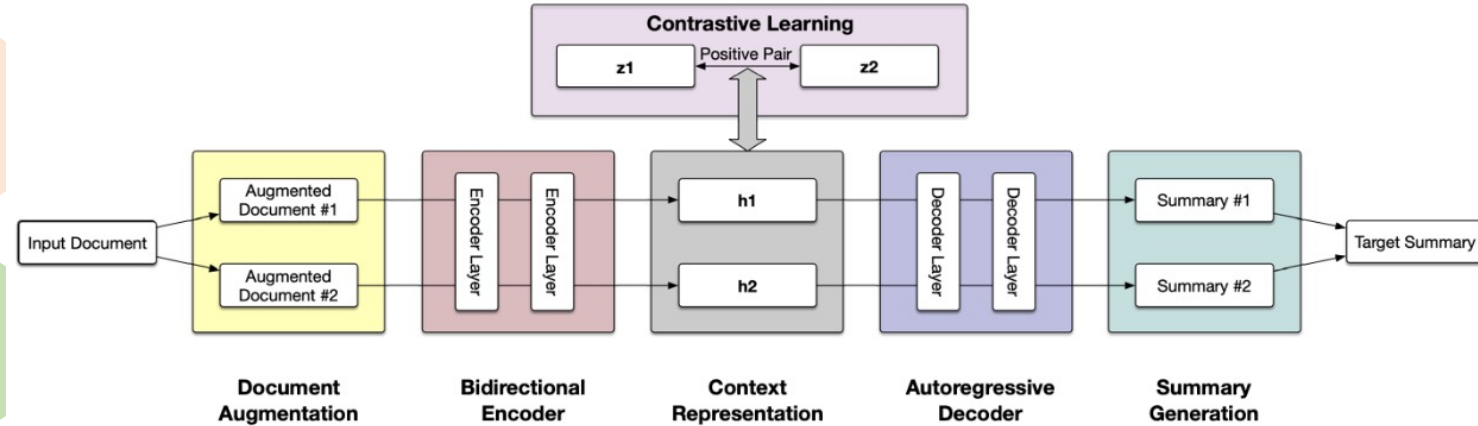 Contrastive Learning
z1
Positive Pair
z2
Input Document
Augmented
Document #1
Augmented
Document #2
Encoder Layer
Encoder Layer
h1
h2
Decoder Layer
Decoder Layer
Summary #1
Summary #2
Target Summary
Document
Augmentation
Bidirectional
Encoder
Context
Representation
Autoregressive
Decoder
Summary
Generation